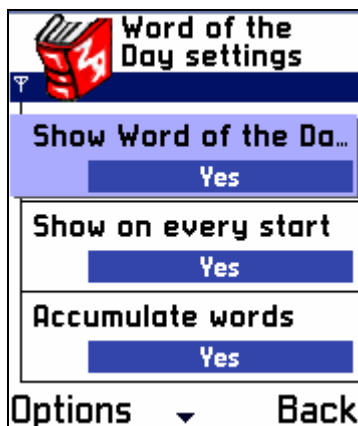 Word of the
Day settings
Show Word of the Da...
Yes
Show on every start
Yes
Accumulate words
Yes
Options
Back